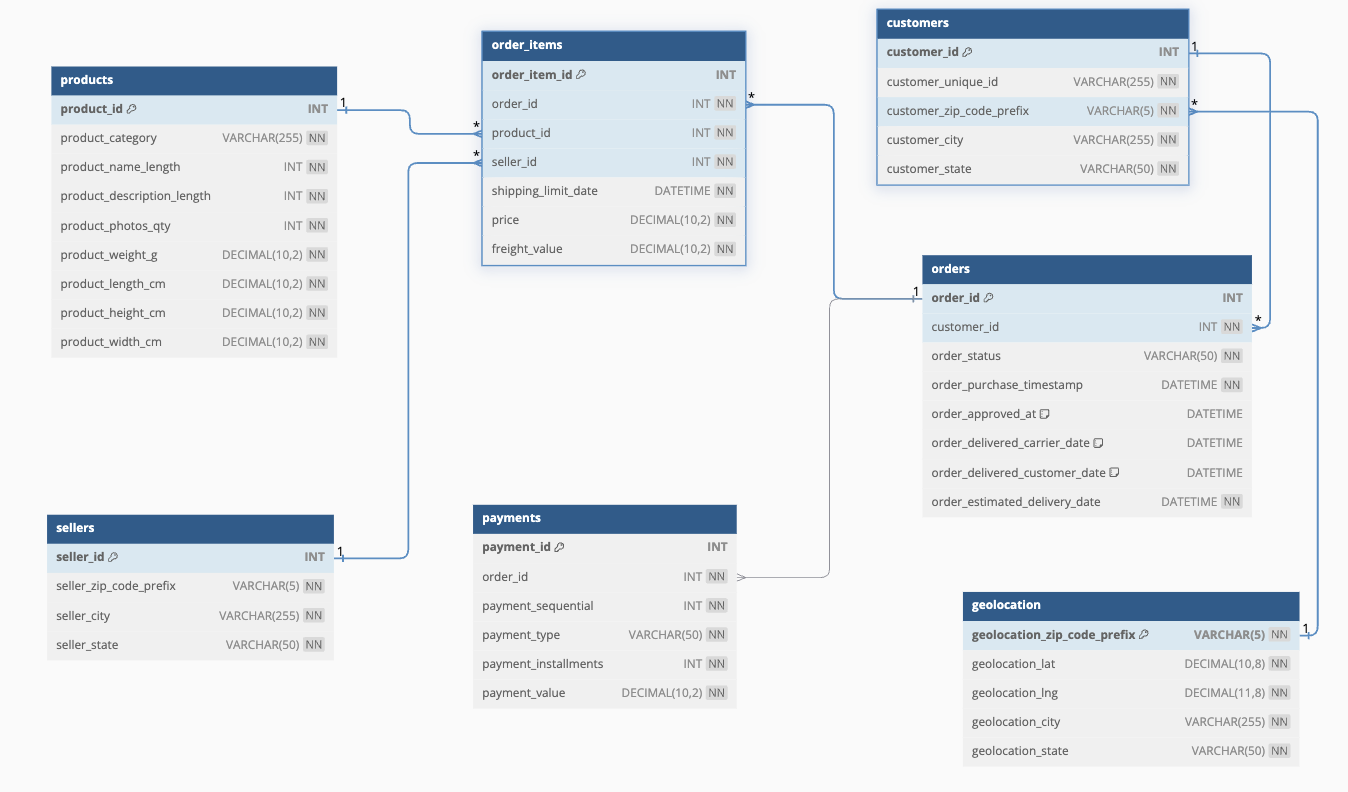 products
product_id INT
product_category VARCHAR(255) NN
product_name_length INT NN
product_description_length INT NN
product_photos_qty INT NN
product_weight_g DECIMAL(10,2) NN
product_length_cm DECIMAL(10,2) NN
product_height_cm DECIMAL(10,2) NN
product_width_cm DECIMAL(10,2) NN
1
*
*
order_items
order_item_id INT
order_id INT NN
product_id INT NN
seller_id INT NN
shipping_limit_date DATETIME NN
price DECIMAL(10,2) NN
freight_value DECIMAL(10,2) NN
*
customers
customer_id INT
customer_unique_id VARCHAR(255) NN
customer_zip_code_prefix VARCHAR(5) NN
customer_city VARCHAR(255) NN
customer_state VARCHAR(50) NN
1
*
1
orders
order_id INT
customer_id INT NN
order_status VARCHAR(50) NN
order_purchase_timestamp DATETIME NN
order_approved_at DATETIME
order_delivered_carrier_date DATETIME
order_delivered_customer_date DATETIME
order_estimated_delivery_date DATETIME NN
*
sellers
seller_id INT
seller_zip_code_prefix VARCHAR(5) NN
seller_city VARCHAR(255) NN
seller_state VARCHAR(50) NN
1
payments
payment_id INT
order_id INT NN
payment_sequential INT NN
payment_type VARCHAR(50) NN
payment_installments INT NN
payment_value DECIMAL(10,2) NN
geolocation
geolocation_zip_code_prefix VARCHAR(5) NN
geolocation_lat DECIMAL(10,8) NN
geolocation_lng DECIMAL(11,8) NN
geolocation_city VARCHAR(255) NN
geolocation_state VARCHAR(50) NN
1